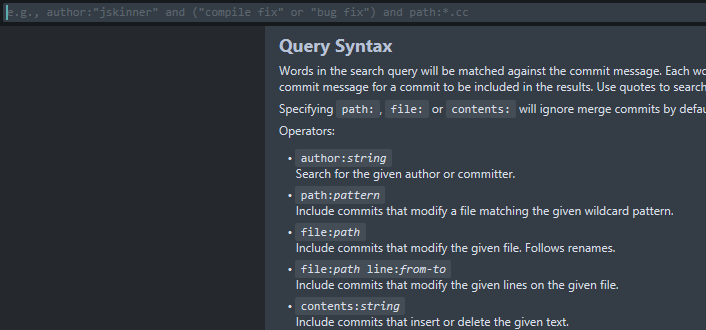 e.g., author:"jskinner" and ("compile fix" or "bug fix") and path:*.cc
Query Syntax
Words in the search query will be matched against the commit message. Each
commit message for a commit to be included in the results. Use quotes to search
Specifying path: , file: or contents: will ignore merge commits by
Operators:
• author:string
Search for the given author or committer.
• path:pattern
Include commits that modify a file matching the given wildcard pattern.
• file:path
Include commits that modify the given file. Follows renames.
• file:path line:from-to
Include commits that modify the given lines on the given file.
• contents:string
Include commits that insert or delete the given text.